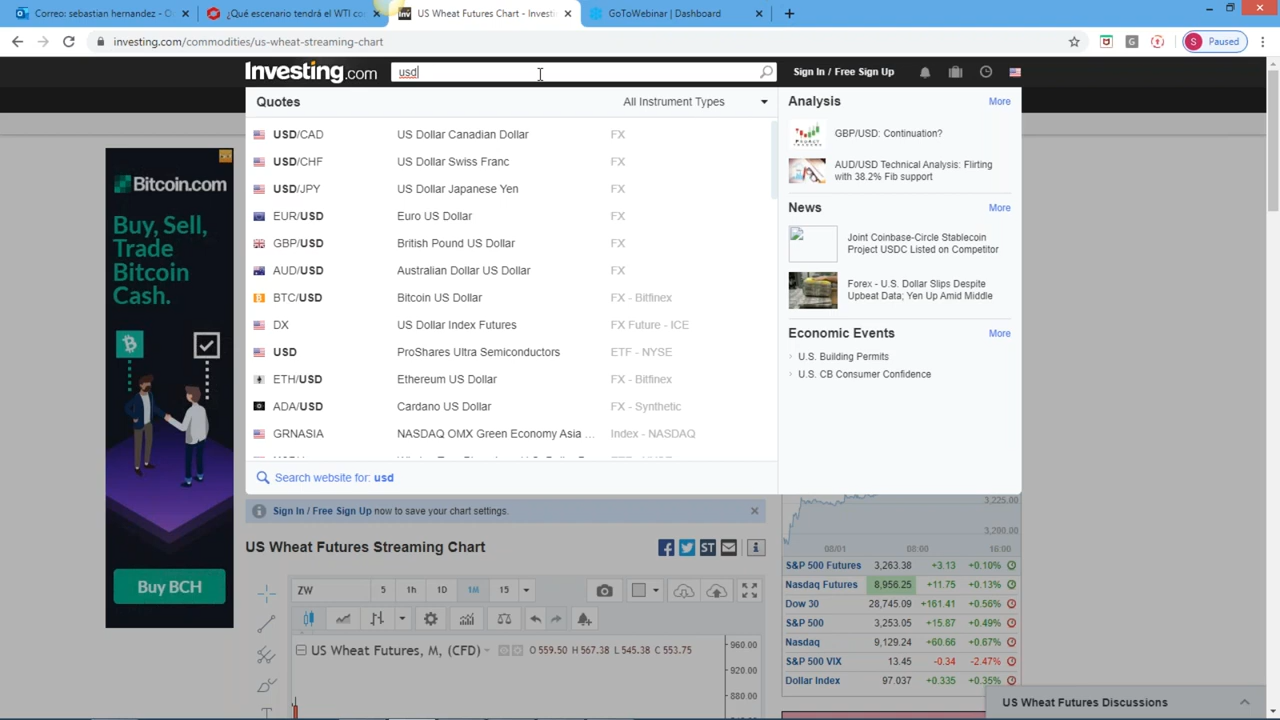 Correo: sebastian hernandez - O
¿Qué escenario tendrá el WTI co
Inv
US Wheat Futures Chart - Investi
GoToWebinar | Dashboard
investing.com/commodities/us-wheat-streaming-chart
G
S Paused
Investing.com
usd
Sign In / Free Sign Up
Quotes
All Instrument Types
USD/CAD US Dollar Canadian Dollar FX
USD/CHF US Dollar Swiss Franc FX
USD/JPY US Dollar Japanese Yen FX
EUR/USD Euro US Dollar FX
GBP/USD British Pound US Dollar FX
AUD/USD Australian Dollar US Dollar FX
BTC/USD Bitcoin US Dollar FX - Bitfinex
DX US Dollar Index Futures FX Future - ICE
USD ProShares Ultra Semiconductors ETF - NYSE
ETH/USD Ethereum US Dollar FX - Bitfinex
ADA/USD Cardano US Dollar FX - Synthetic
GRNASIA NASDAQ OMX Green Economy Asia ... Index - NASDAQ
Search website for: usd
Analysis More
GBP/USD: Continuation?
AUD/USD Technical Analysis: Flirting
with 38.2% Fib support
News More
Joint Coinbase-Circle Stablecoin
Project USDC Listed on Competitor
Forex - U.S. Dollar Slips Despite
Upbeat Data; Yen Up Amid Middle
Economic Events More
U.S. Building Permits
U.S. CB Consumer Confidence
Bitcoin.com
Buy, Sell,
Trade
Bitcoin
Cash.
Buy BCH
Sign In / Free Sign Up now to save your chart settings.
US Wheat Futures Streaming Chart
ST
ZW 5 1h 1D 1M 15
US Wheat Futures, M, (CFD) O 559.50 H 567.38 L 545.38 C 553.75
960.00
920.00
880.00
3,225.00
3,200.00
08/01 08:00 16:00
S&P 500 Futures 3,263.38 +3.13 +0.10%
Nasdaq Futures 8,956.25 +11.75 +0.13%
Dow 30 28,745.09 +161.41 +0.56%
S&P 500 3,253.05 +15.87 +0.49%
Nasdaq 9,129.24 +60.66 +0.67%
S&P 500 VIX 13.45 -0.34 -2.47%
Dollar Index 97.037 +0.335 +0.35%
US Wheat Futures Discussions